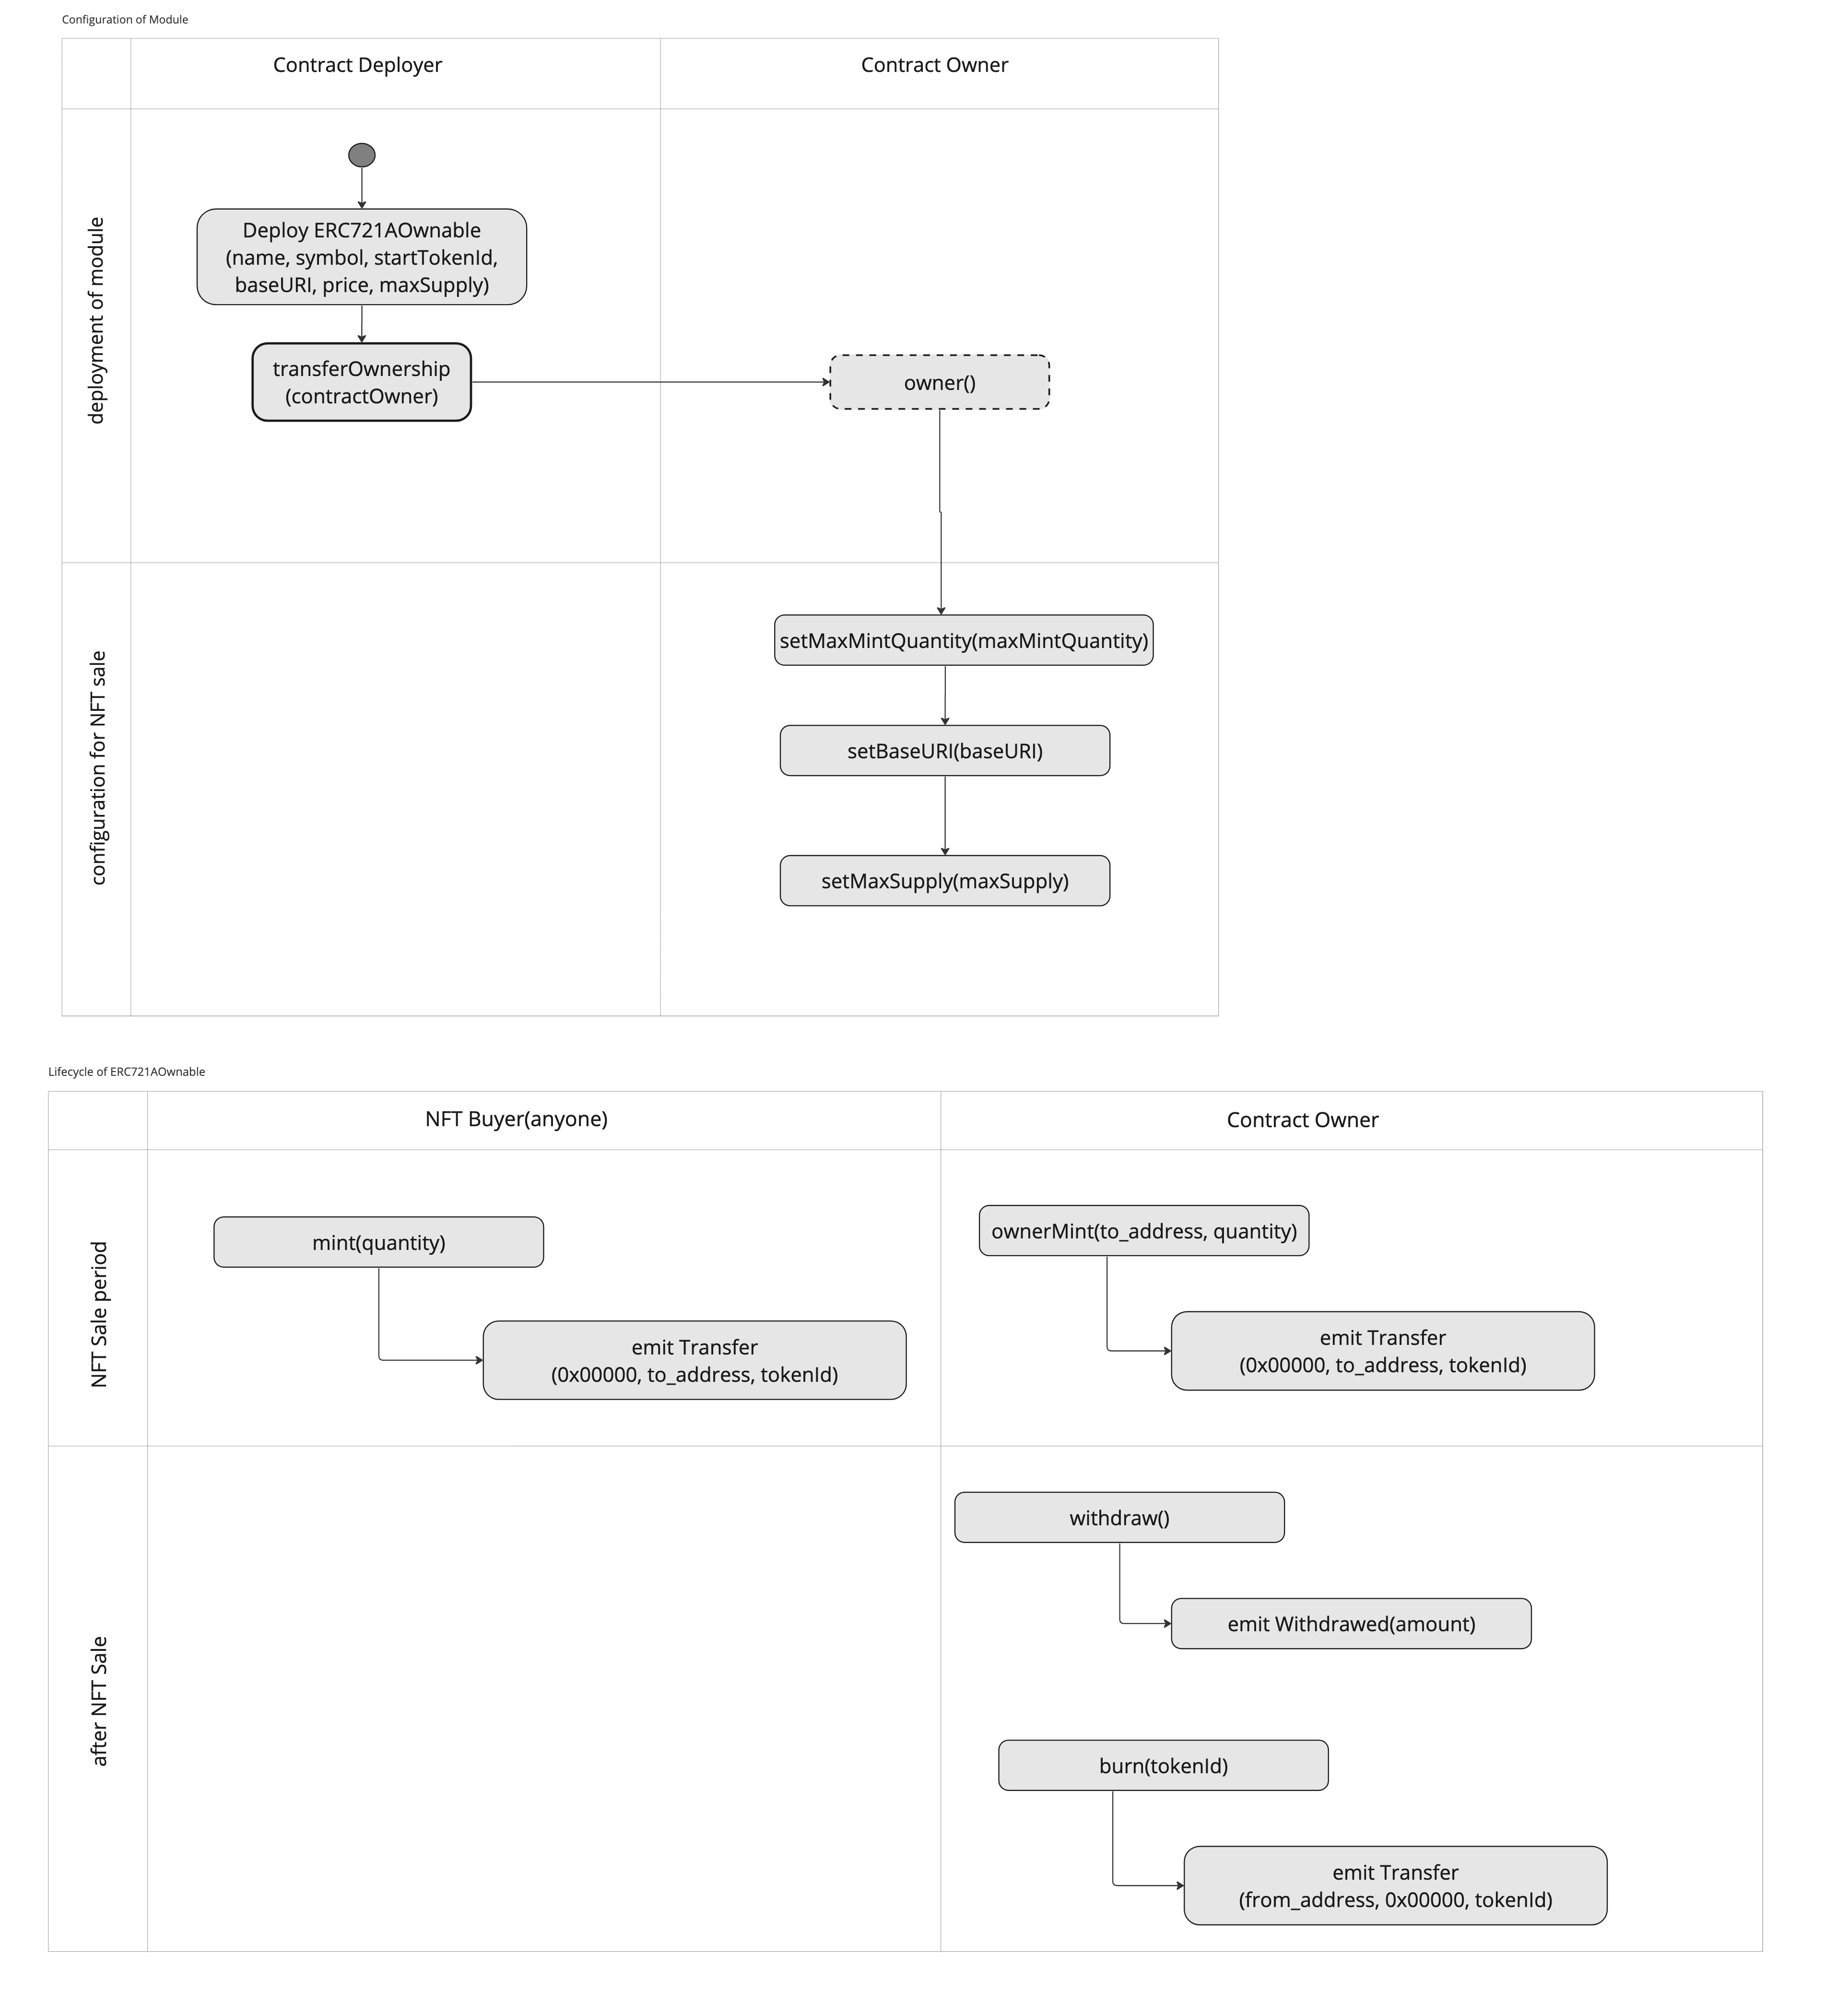 Configuration of Module
Contract Deployer
Contract Owner
deployment of module
Deploy ERC721AOwnable
(name, symbol, startTokenId,
baseURI, price, maxSupply)
transferOwnership
(contractOwner)
owner()
configuration for NFT sale
setMaxMintQuantity(maxMintQuantity)
setBaseURI(baseURI)
setMaxSupply(maxSupply)
Lifecycle of ERC721AOwnable
NFT Buyer(anyone)
Contract Owner
NFT Sale period
mint(quantity)
emit Transfer
(0x00000, to_address, tokenId)
ownerMint(to_address, quantity)
emit Transfer
(0x00000, to_address, tokenId)
after NFT Sale
withdraw()
emit Withdrawed(amount)
burn(tokenId)
emit Transfer
(from_address, 0x00000, tokenId)